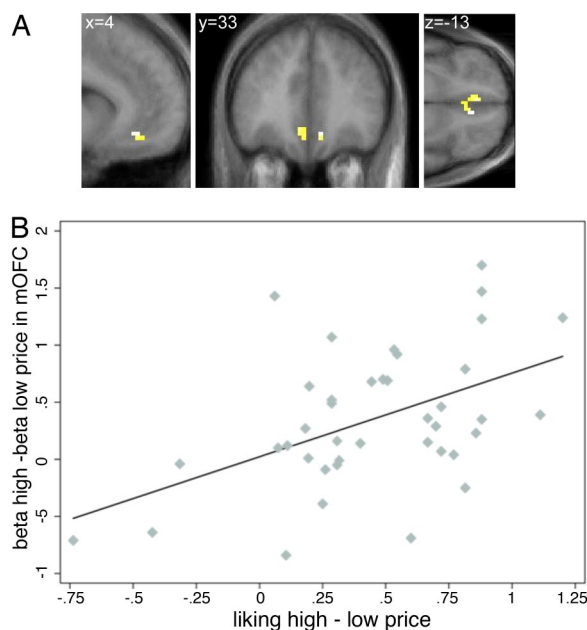 A
x=4
y=33
z=-13
B
beta high -beta low price in mOFC
2
1.5
1
.5
0
-.5
-1
-.75
-.5
-.25
0
.25
.5
.75
1
1.25
liking high - low price